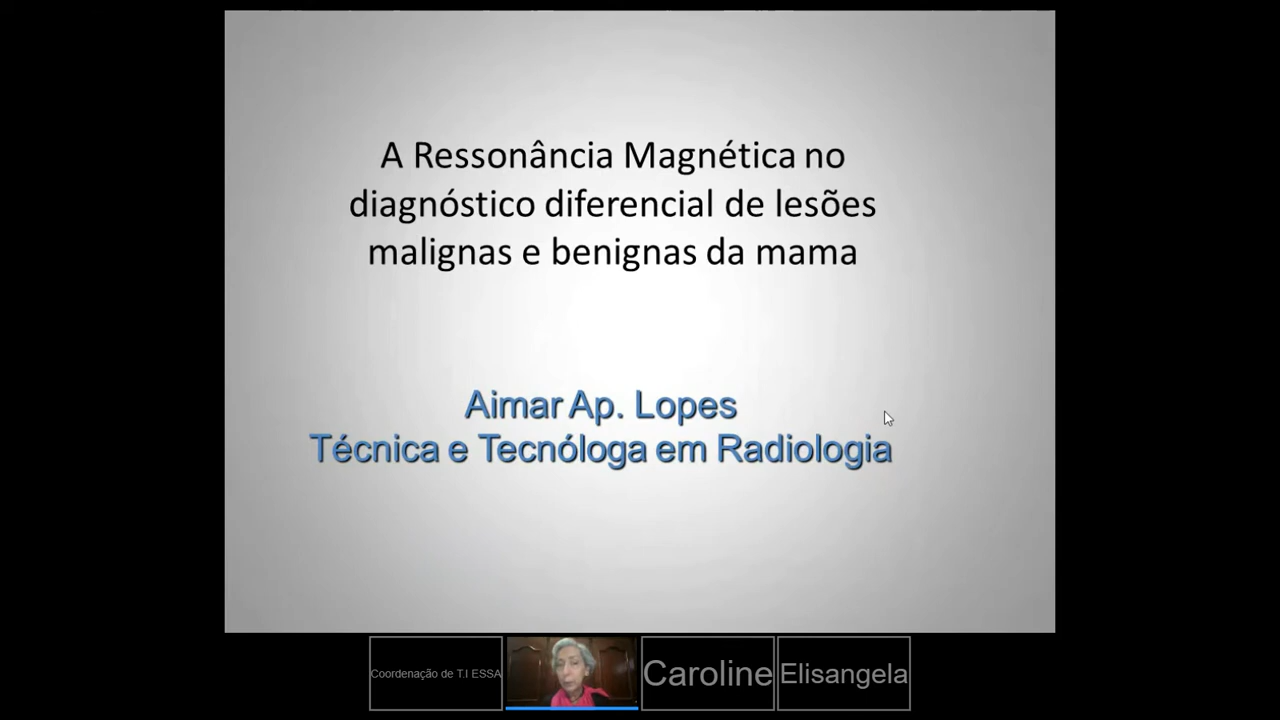 A Ressonância Magnética no
diagnóstico diferencial de lesões
malignas e benignas da mama
Aimar Ap. Lopes
Técnica e Tecnóloga em Radiologia
Coordenação de T.I ESSA
Caroline
Elisangela